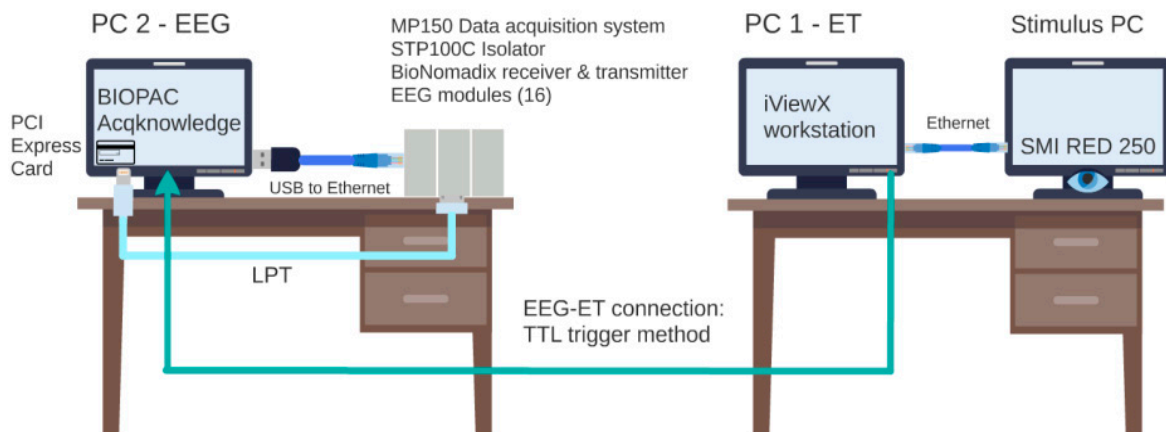 PC 2 - EEG
MP150 Data acquisition system
STP100C Isolator
BioNomadix receiver & transmitter
EEG modules (16)
PC 1 - ET
Stimulus PC
BIOPAC
Acqknowledge
PCI
Express
Card
USB to Ethernet
LPT
iViewX
workstation
Ethernet
SMI RED 250
EEG-ET connection:
TTL trigger method